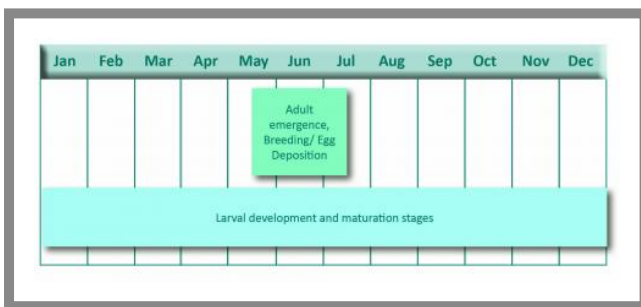 Jan Feb Mar Apr May Jun Jul Aug Sep Oct Nov Dec
Adult
emergence,
Breeding/ Egg
Deposition
Larval development and maturation stages